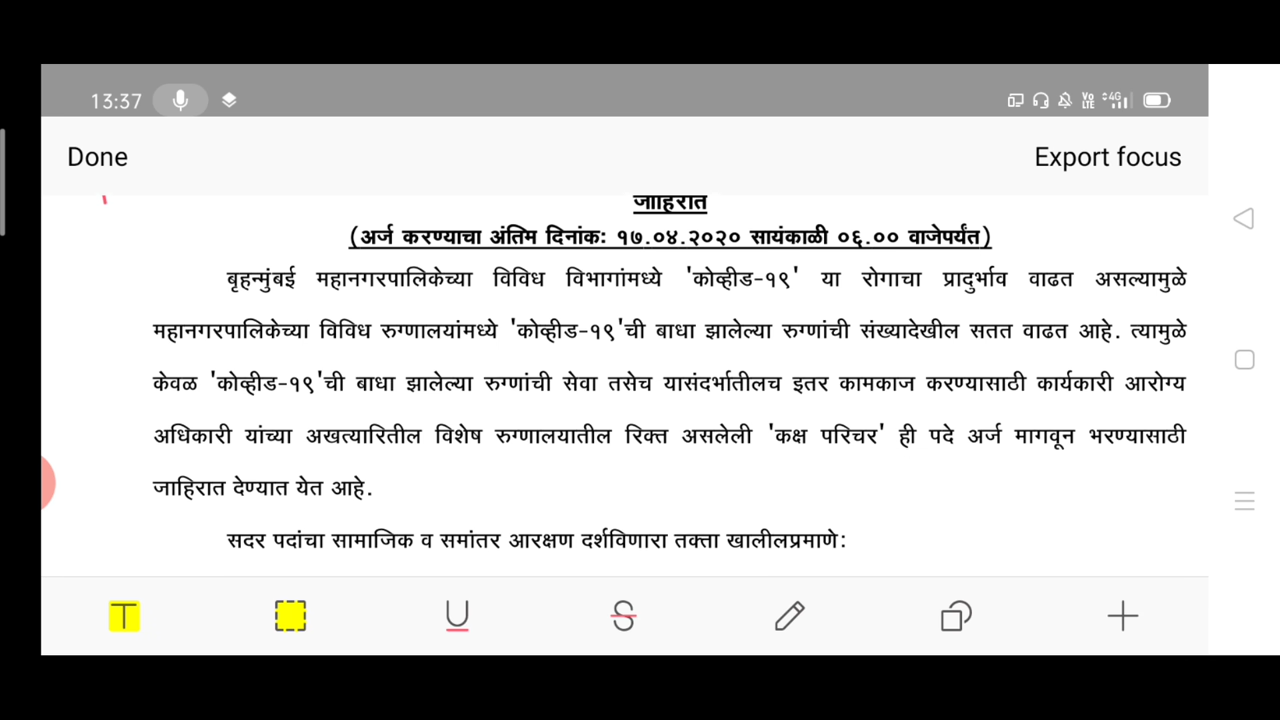 13:37
Vo LTE 4G
Done
Export focus
जाहिरात
(अर्ज करण्याचा अंतिम दिनांक: १७.०४.२०२० सायंकाळी ०६.०० वाजेपर्यंत)
बृहन्मुंबई महानगरपालिकेच्या विविध विभागांमध्ये 'कोव्हीड-१९' या रोगाचा प्रादुर्भाव वाढत असल्यामुळे
महानगरपालिकेच्या विविध रुग्णालयांमध्ये 'कोव्हीड-१९'ची बाधा झालेल्या रुग्णांची संख्यादेखील सतत वाढत आहे. त्यामुळे
केवळ 'कोव्हीड-१९'ची बाधा झालेल्या रुग्णांची सेवा तसेच यासंदर्भातीलच इतर कामकाज करण्यासाठी कार्यकारी आरोग्य
अधिकारी यांच्या अखत्यारितील विशेष रुग्णालयातील रिक्त असलेली 'कक्ष परिचर' ही पदे अर्ज मागवून भरण्यासाठी
जाहिरात देण्यात येत आहे.
सदर पदांचा सामाजिक व समांतर आरक्षण दर्शविणारा तक्ता खालीलप्रमाणे:
T U S